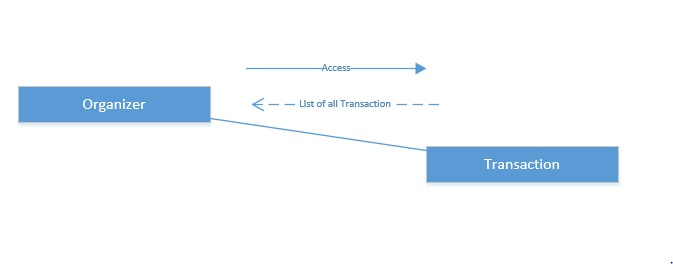 Access
Organizer
LIst of all Transaction
Transaction